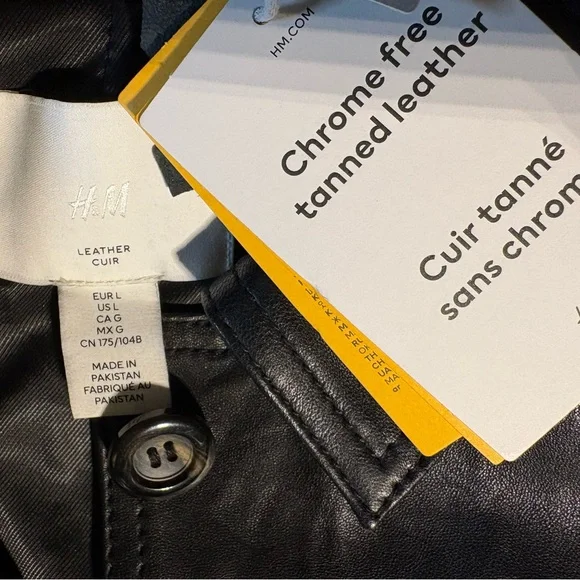 HM.COM
Chrome free
tanned leather
Cuir tanné
sans chrom
H&M
LEATHER
CUIR
EUR L
US L
CA G
MX G
CN 175/104B
MADE IN
PAKISTAN
FABRIQUÉ AU
PAKISTAN